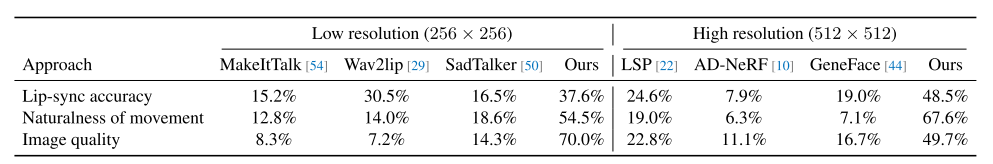 Low resolution (256 × 256) High resolution (512 × 512)
Approach MakeItTalk [54] Wav2lip [29] SadTalker [50] Ours LSP [22] AD-NeRF [10] GeneFace [44] Ours
Lip-sync accuracy 15.2% 30.5% 16.5% 37.6% 24.6% 7.9% 19.0% 48.5%
Naturalness of movement 12.8% 14.0% 18.6% 54.5% 19.0% 6.3% 7.1% 67.6%
Image quality 8.3% 7.2% 14.3% 70.0% 22.8% 11.1% 16.7% 49.7%